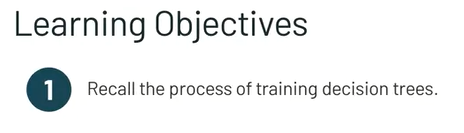 Learning Objectives
1 Recall the process of training decision trees.